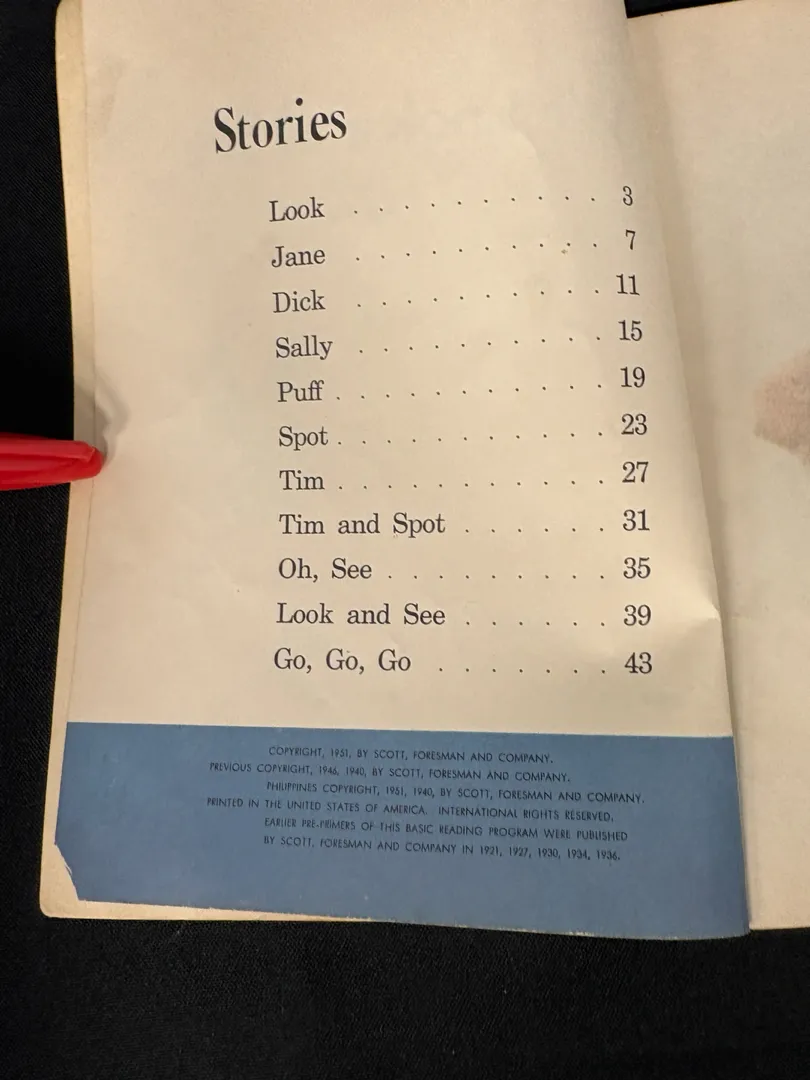 Stories
Look . . . . . . . . . . 3
Jane . . . . . . . . . . 7
Dick . . . . . . . . . . 11
Sally . . . . . . . . . . 15
Puff . . . . . . . . . . . 19
Spot . . . . . . . . . . . 23
Tim . . . . . . . . . . . 27
Tim and Spot . . . . . . 31
Oh, See . . . . . . . . . 35
Look and See . . . . . . 39
Go, Go, Go . . . . . . . 43
COPYRIGHT, 1951, BY SCOTT, FORESMAN AND COMPANY.
PREVIOUS COPYRIGHT, 1946, 1940, BY SCOTT, FORESMAN AND COMPANY.
PHILIPPINES COPYRIGHT, 1951, 1940, BY SCOTT, FORESMAN AND COMPANY.
PRINTED IN THE UNITED STATES OF AMERICA. INTERNATIONAL RIGHTS RESERVED.
EARLIER PRE-PRIMERS OF THIS BASIC READING PROGRAM WERE PUBLISHED
BY SCOTT, FORESMAN AND COMPANY IN 1921, 1927, 1930, 1934, 1936.